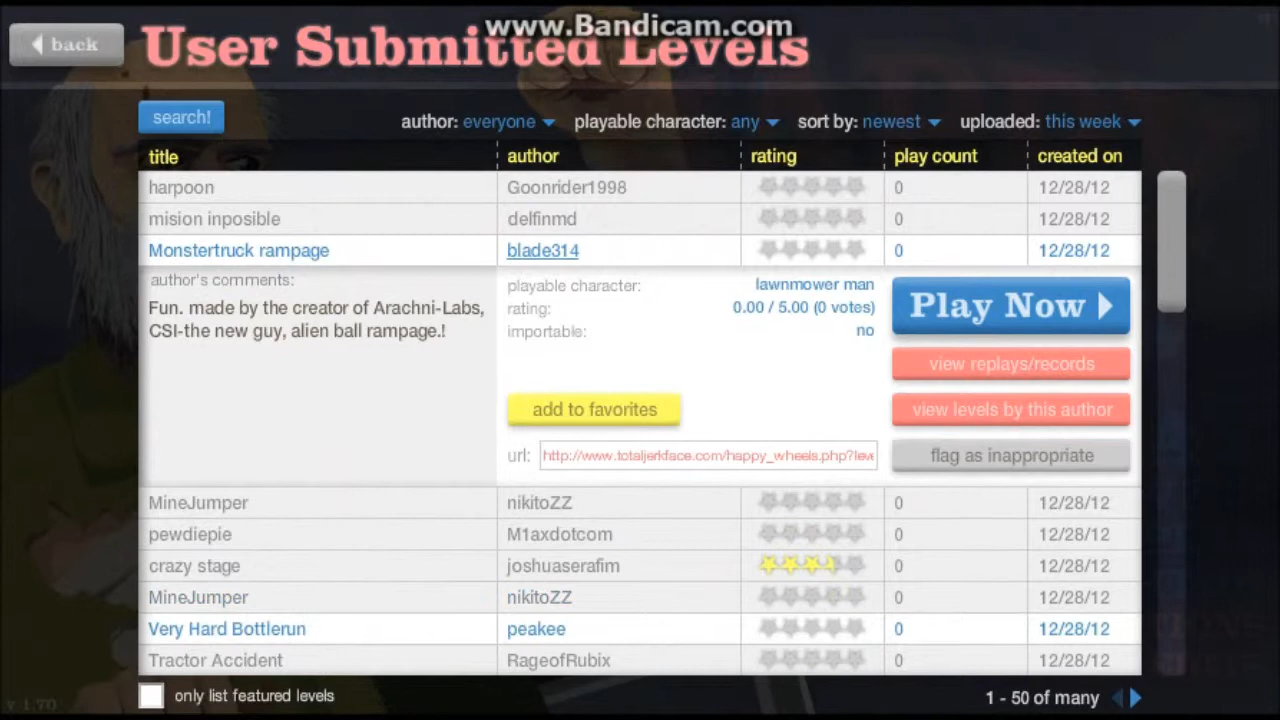 www.Bandicam.com
back
User Submitted Levels
search!
author: everyone playable character: any sort by: newest uploaded: this week
title author rating play count created on
harpoon Goonrider1998 0 12/28/12
mision inposible delfinmd 0 12/28/12
Monstertruck rampage blade314 0 12/28/12
author's comments:
Fun. made by the creator of Arachni-Labs,
CSI-the new guy, alien ball rampage.!
playable character: lawnmower man
rating: 0.00 / 5.00 (0 votes)
importable: no
add to favorites
url: http://www.totaljerkface.com/happy_wheels.php?leve
Play Now
view replays/records
view levels by this author
flag as inappropriate
MineJumper nikitoZZ 0 12/28/12
pewdiepie M1axdotcom 0 12/28/12
crazy stage joshuaserafim 0 12/28/12
MineJumper nikitoZZ 0 12/28/12
Very Hard Bottlerun peakee 0 12/28/12
Tractor Accident RageofRubix 0 12/28/12
only list featured levels
1 - 50 of many
v 1.70